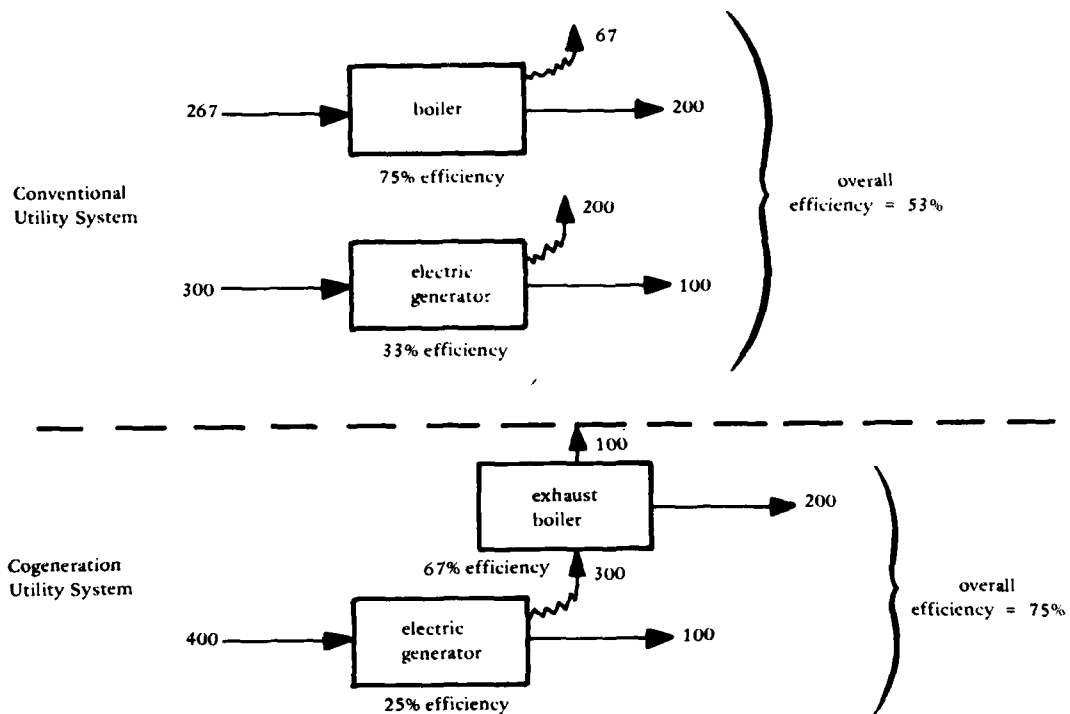 67
267
boiler
200
75% efficiency
Conventional
Utility System
200
overall
efficiency = 53%
300
electric
generator
100
33% efficiency
100
exhaust
boiler
200
Cogeneration
Utility System
67% efficiency
300
overall
efficiency = 75%
400
electric
generator
100
25% efficiency